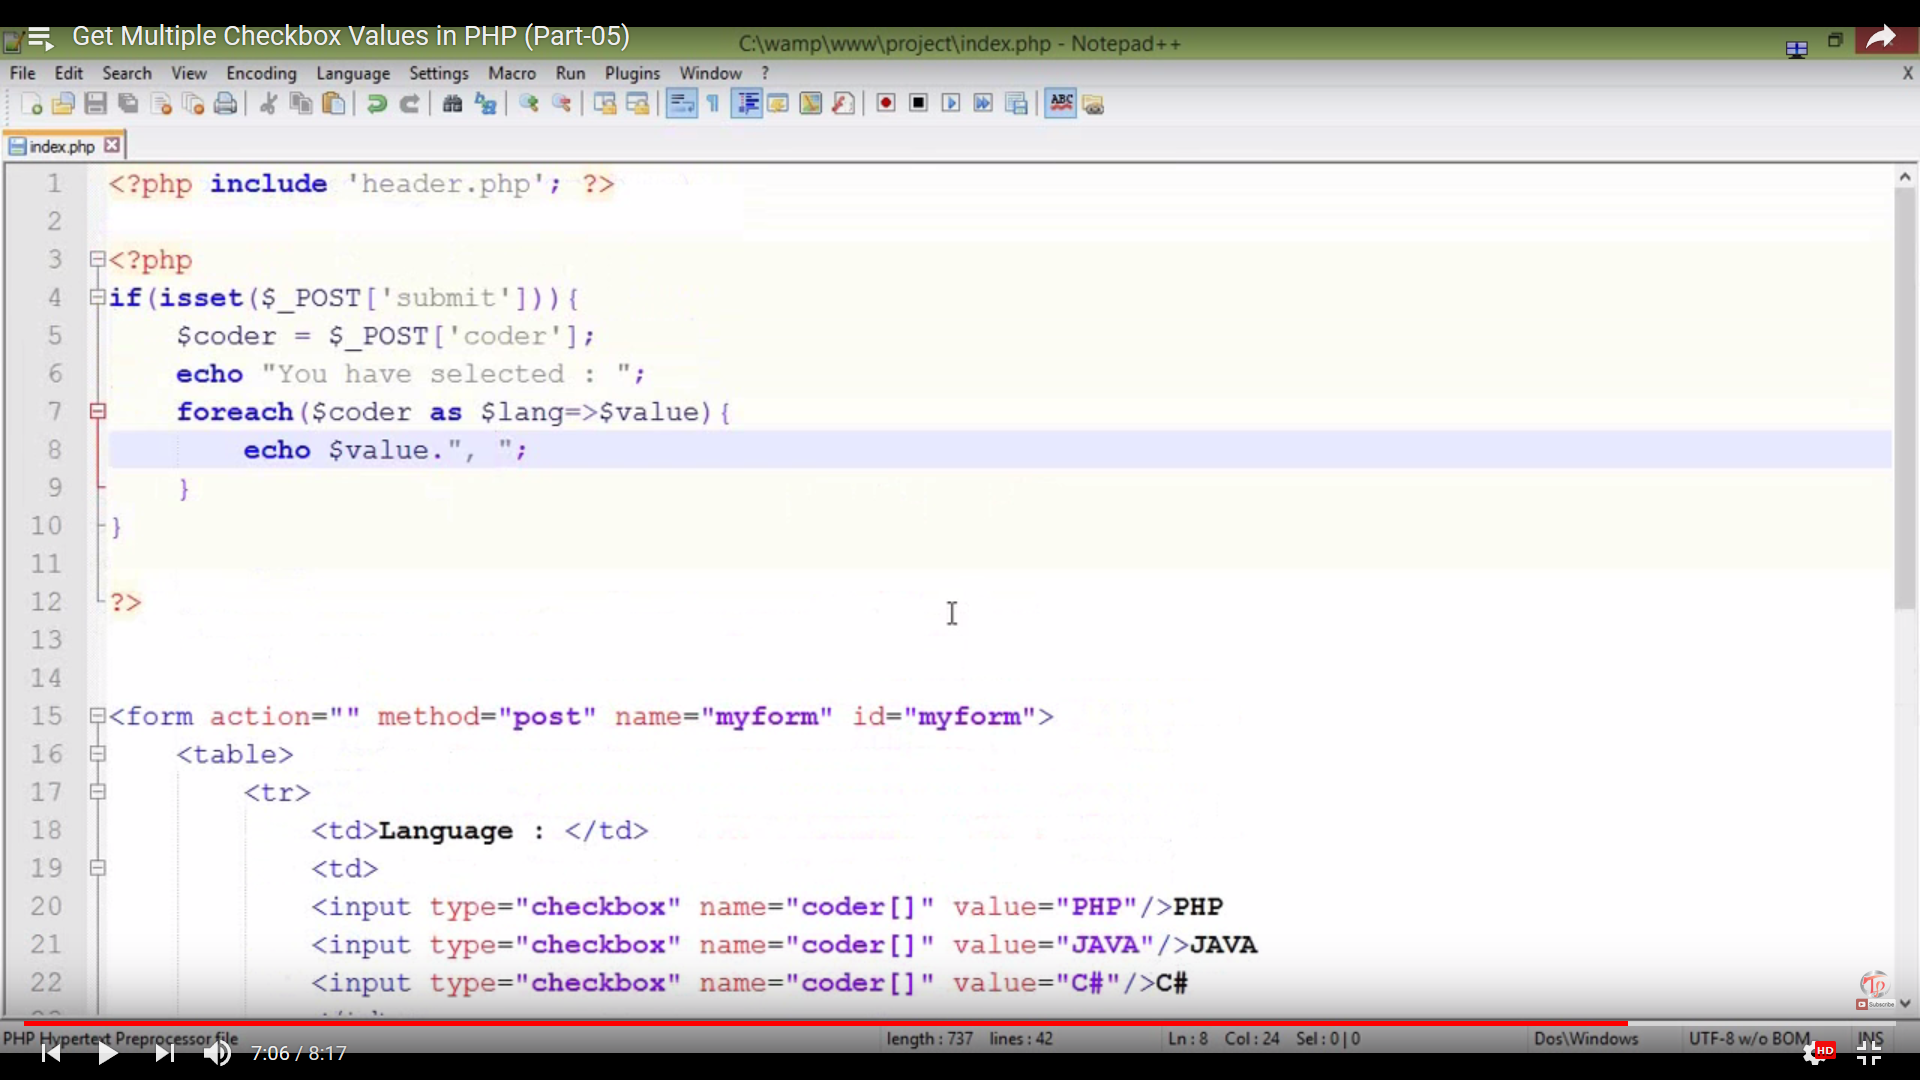 Get Multiple Checkbox Values in PHP (Part-05)
C:\wamp\www\project\index.php - Notepad++
File Edit Search View Encoding Language Settings Macro Run Plugins Window ? X
ABC
index.php
1 <?php include 'header.php'; ?>
2
3 <?php
4 if(isset($_POST['submit'])){
5 $coder = $_POST['coder'];
6 echo "You have selected : ";
7 foreach($coder as $lang=>$value){
8 echo $value.", ";
9 }
10 }
11
12 ?>
13
14
15 <form action="" method="post" name="myform" id="myform">
16 <table>
17 <tr>
18 <td>Language : </td>
19 <td>
20 <input type="checkbox" name="coder[]" value="PHP"/>PHP
21 <input type="checkbox" name="coder[]" value="JAVA"/>JAVA
22 <input type="checkbox" name="coder[]" value="C#"/>C#
Subscribe
PHP Hypertext Preprocessor file length : 737 lines : 42 Ln : 8 Col : 24 Sel : 0 | 0 Dos\Windows UTF-8 w/o BOM INS
7:06 / 8:17 HD